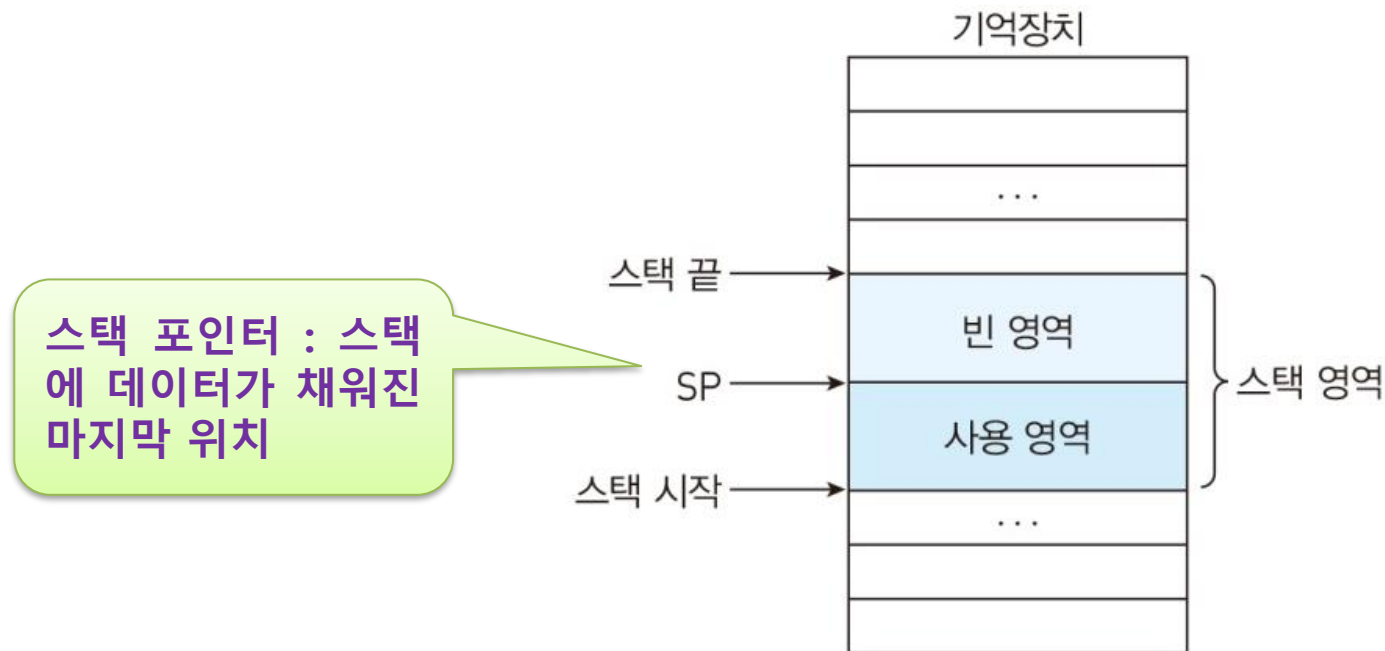 기억장치
...
스택 끝
빈 영역
스택 포인터 : 스택
에 데이터가 채워진
마지막 위치
SP
스택 영역
사용 영역
스택 시작
...